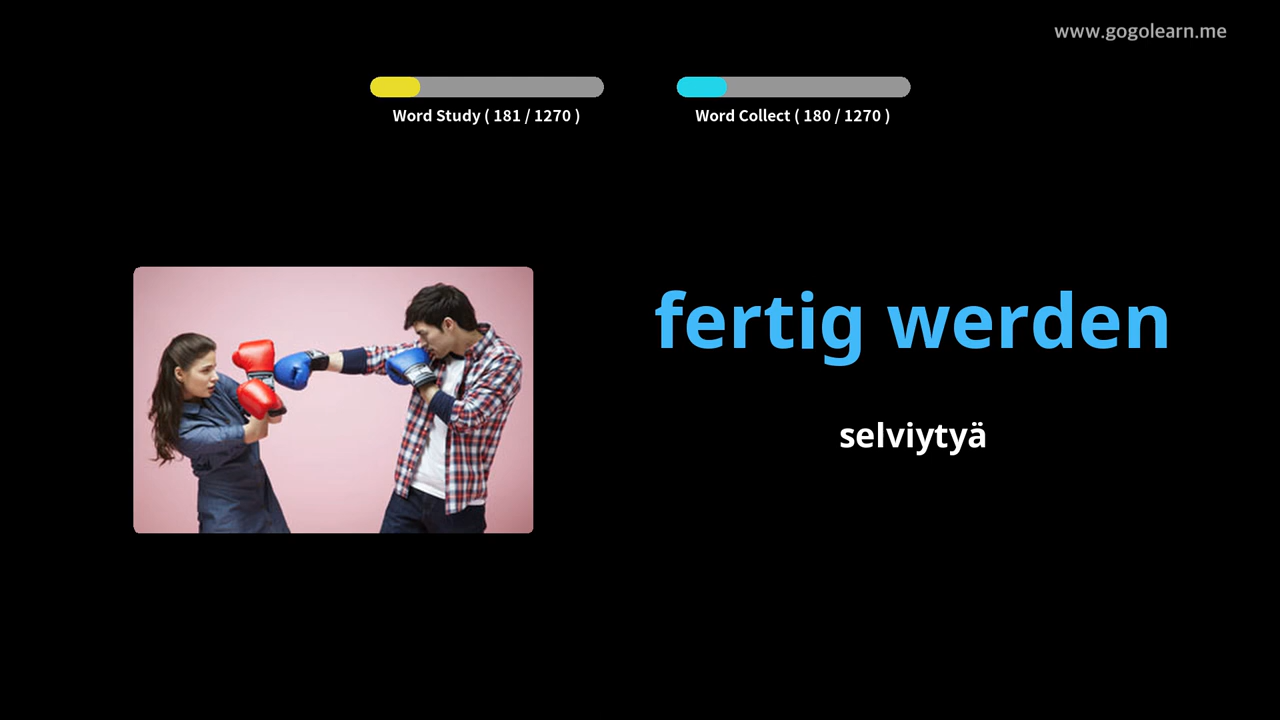 www.gogolearn.me
Word Study ( 181 / 1270 )
Word Collect ( 180 / 1270 )
fertig werden
selviytyä